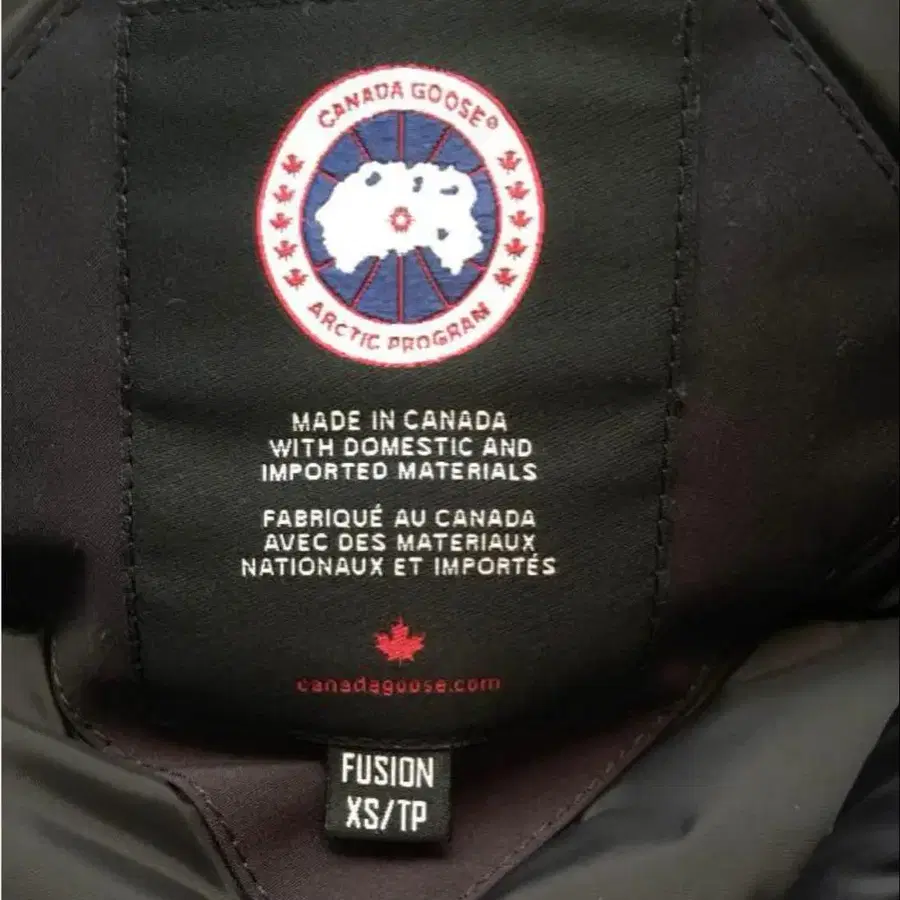 CANADA GOOSE®
ARCTIC PROGRAM
MADE IN CANADA
WITH DOMESTIC AND
IMPORTED MATERIALS
FABRIQUÉ AU CANADA
AVEC DES MATERIAUX
NATIONAUX ET IMPORTÉS
canadagoose.com
FUSION
XS/TP